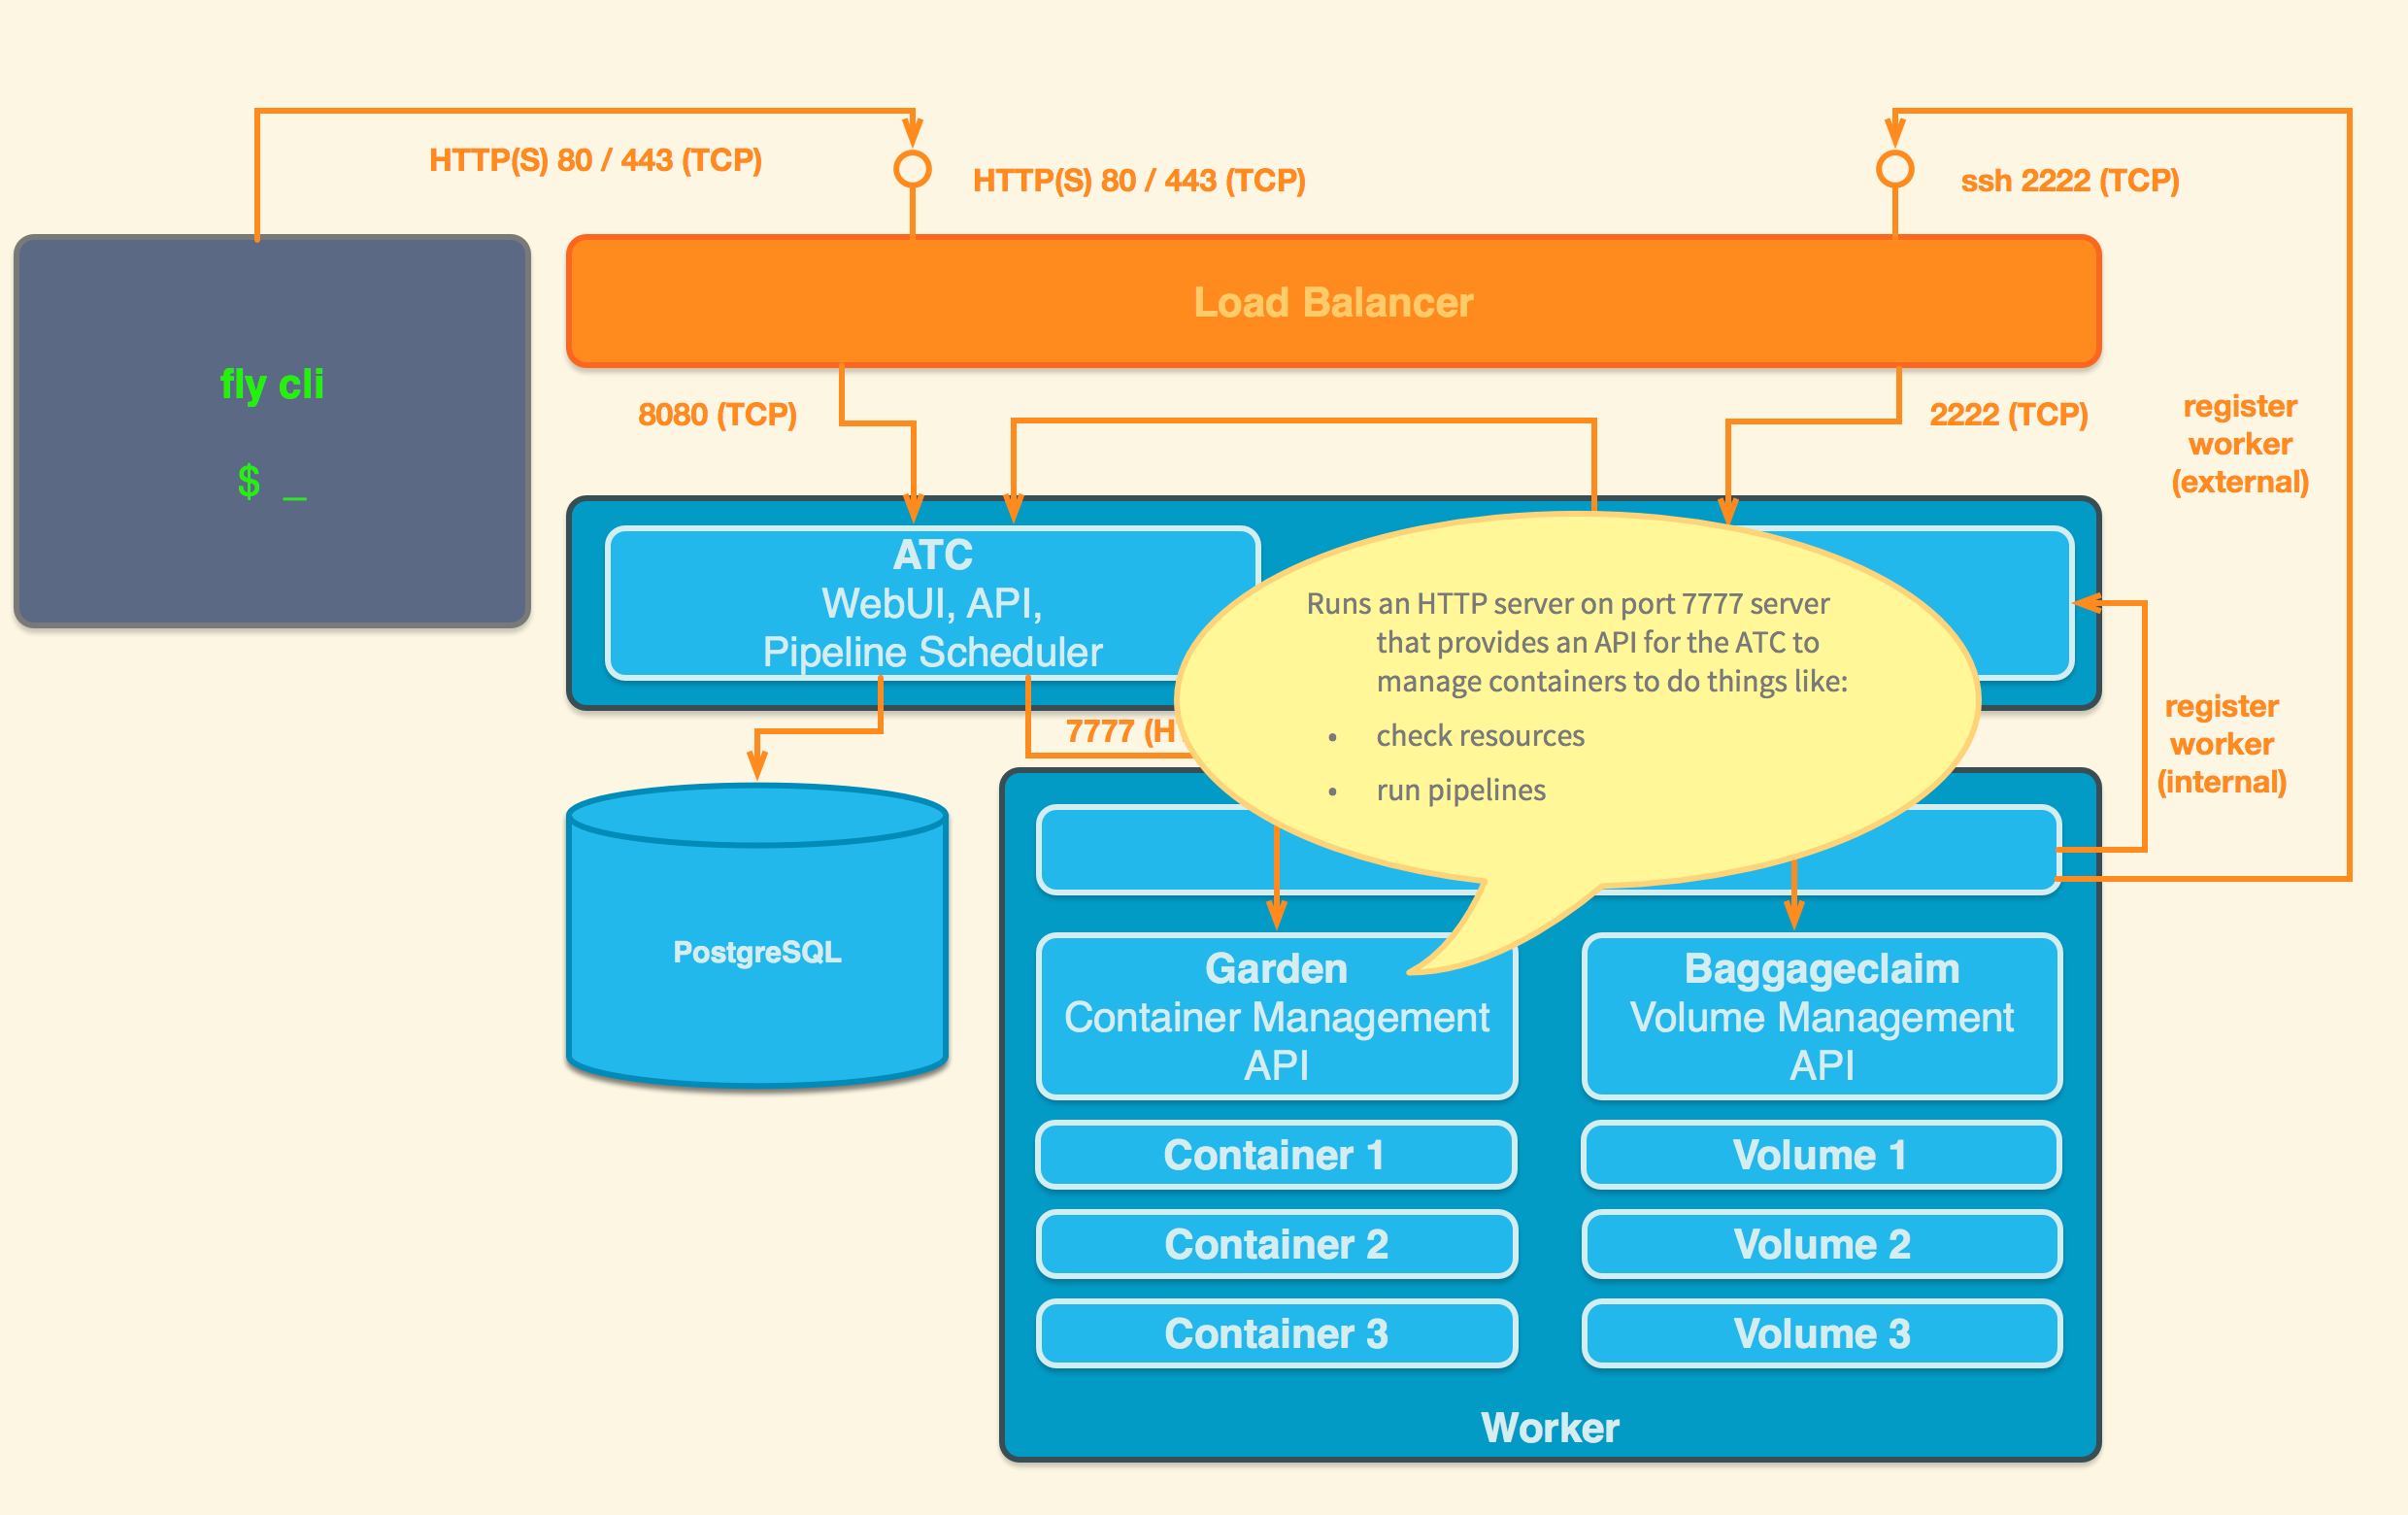 HTTP(S) 80 / 443 (TCP)
HTTP(S) 80 / 443 (TCP)
ssh 2222 (TCP)
Load Balancer
fly cli
$ _
8080 (TCP)
2222 (TCP)
register
worker
(external)
ATC
WebUI, API,
Pipeline Scheduler
Runs an HTTP server on port 7777 server
that provides an API for the ATC to
manage containers to do things like:
• check resources
• run pipelines
7777
register
worker
(internal)
PostgreSQL
Garden
Container Management
API
Baggageclaim
Volume Management
API
Container 1
Volume 1
Container 2
Volume 2
Container 3
Volume 3
Worker